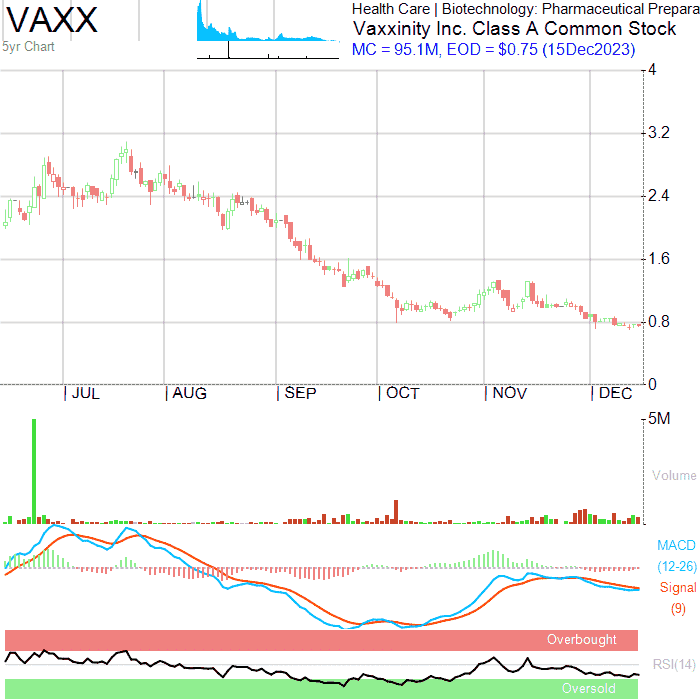 VAXX
5yr Chart
Health Care | Biotechnology: Pharmaceutical Prepara
Vaxxinity Inc. Class A Common Stock
MC = 95.1M, EOD = $0.75 (15Dec2023)
4
3.2
2.4
1.6
0.8
0
JUL AUG SEP OCT NOV DEC
5M
Volume
MACD
(12-26)
Signal
(9)
Overbought
RSI(14)
Oversold